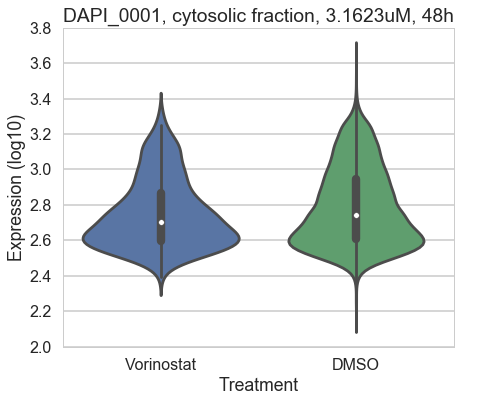 DAPI_0001, cytosolic fraction, 3.1623uM, 48h
3.8
3.6
3.4
3.2
3.0
2.8
2.6
2.4
2.2
2.0
Expression (log10)
Vorinostat DMSO
Treatment